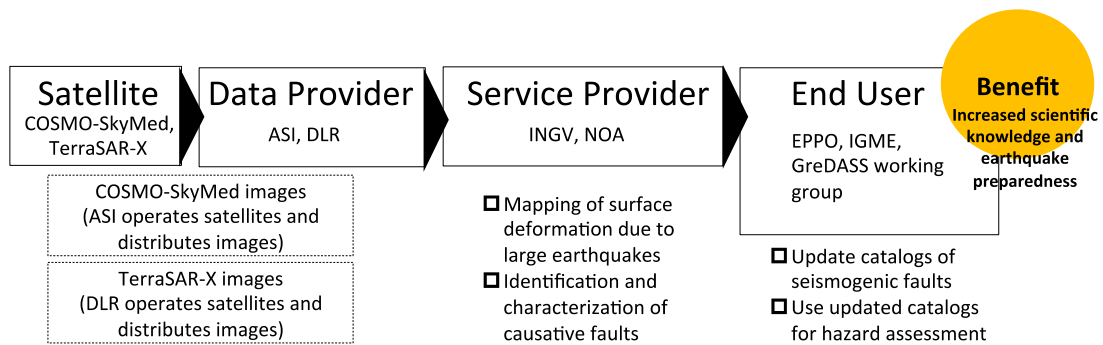 Satellite
COSMO-SkyMed,
TerraSAR-X
Data Provider
ASI, DLR
Service Provider
INGV, NOA
End User
EPPO, IGME,
GreDASS working
group
Benefit
Increased scientific
knowledge and
earthquake
preparedness
COSMO-SkyMed images
(ASI operates satellites and
distributes images)
TerraSAR-X images
(DLR operates satellites and
distributes images)
Mapping of surface
deformation due to
large earthquakes
Identification and
characterization of
causative faults
Update catalogs of
seismogenic faults
Use updated catalogs
for hazard assessment